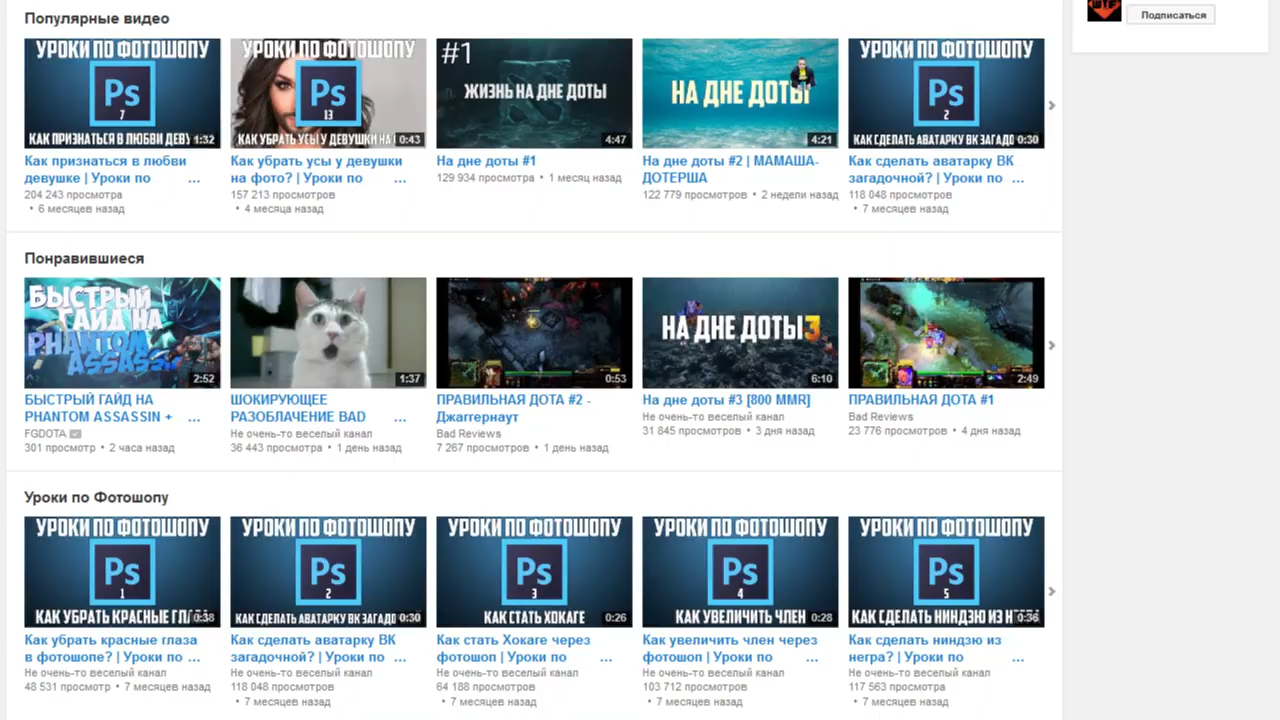 Популярные видео
Подписаться
УРОКИ ПО ФОТОШОПУ
Ps
7
КАК ПРИЗНАТЬСЯ В ЛЮБВИ ДЕВУ
1:32
Как признаться в любви
девушке | Уроки по ...
204 243 просмотра
• 6 месяцев назад
УРОКИ ПО ФОТОШОПУ
Ps
13
КАК УБРАТЬ УСЫ У ДЕВУШКИ НА
0:43
Как убрать усы у девушки
на фото? | Уроки по ...
157 213 просмотров
• 4 месяца назад
#1
ЖИЗНЬ НА ДНЕ ДОТЫ
4:47
На дне доты #1
129 934 просмотра • 1 месяц назад
НА ДНЕ ДОТЫ
4:21
На дне доты #2 | МАМАША-
ДОТЕРША
122 779 просмотров • 2 недели назад
УРОКИ ПО ФОТОШОПУ
Ps
2
КАК СДЕЛАТЬ АВАТАРКУ ВК ЗАГАДО
0:30
Как сделать аватарку ВК
загадочной? | Уроки по ...
118 048 просмотров
• 7 месяцев назад
Понравившиеся
БЫСТРЫЙ
ГАЙД НА
PHANTOM
ASSASS
2:52
БЫСТРЫЙ ГАЙД НА
PHANTOM ASSASSIN + ...
FGDOTA
301 просмотр • 2 часа назад
1:37
ШОКИРУЮЩЕЕ
РАЗОБЛАЧЕНИЕ BAD ...
Не очень-то веселый канал
36 443 просмотра • 1 день назад
0:53
ПРАВИЛЬНАЯ ДОТА #2 -
Джаггернаут
Bad Reviews
7 267 просмотров • 1 день назад
НА ДНЕ ДОТЫ 3
6:10
На дне доты #3 [800 MMR]
Не очень-то веселый канал
31 845 просмотров • 3 дня назад
2:49
ПРАВИЛЬНАЯ ДОТА #1
Bad Reviews
23 776 просмотров • 4 дня назад
Уроки по Фотошопу
УРОКИ ПО ФОТОШОПУ
Ps
1
КАК УБРАТЬ КРАСНЫЕ ГЛАЗА
0:38
Как убрать красные глаза
в фотошопе? | Уроки по ...
Не очень-то веселый канал
48 531 просмотр • 7 месяцев назад
УРОКИ ПО ФОТОШОПУ
Ps
2
КАК СДЕЛАТЬ АВАТАРКУ ВК ЗАГАДО
0:30
Как сделать аватарку ВК
загадочной? | Уроки по ...
Не очень-то веселый канал
118 048 просмотров
• 7 месяцев назад
УРОКИ ПО ФОТОШОПУ
Ps
3
КАК СТАТЬ ХОКАГЕ
0:26
Как стать Хокаге через
фотошоп | Уроки по ...
Не очень-то веселый канал
64 188 просмотров
• 7 месяцев назад
УРОКИ ПО ФОТОШОПУ
Ps
4
КАК УВЕЛИЧИТЬ ЧЛЕН
0:28
Как увеличить член через
фотошоп | Уроки по ...
Не очень-то веселый канал
103 712 просмотров
• 7 месяцев назад
УРОКИ ПО ФОТОШОПУ
Ps
5
КАК СДЕЛАТЬ НИНДЗЮ ИЗ НЕГРА
0:36
Как сделать ниндзю из
негра? | Уроки по ...
Не очень-то веселый канал
117 563 просмотра
• 7 месяцев назад